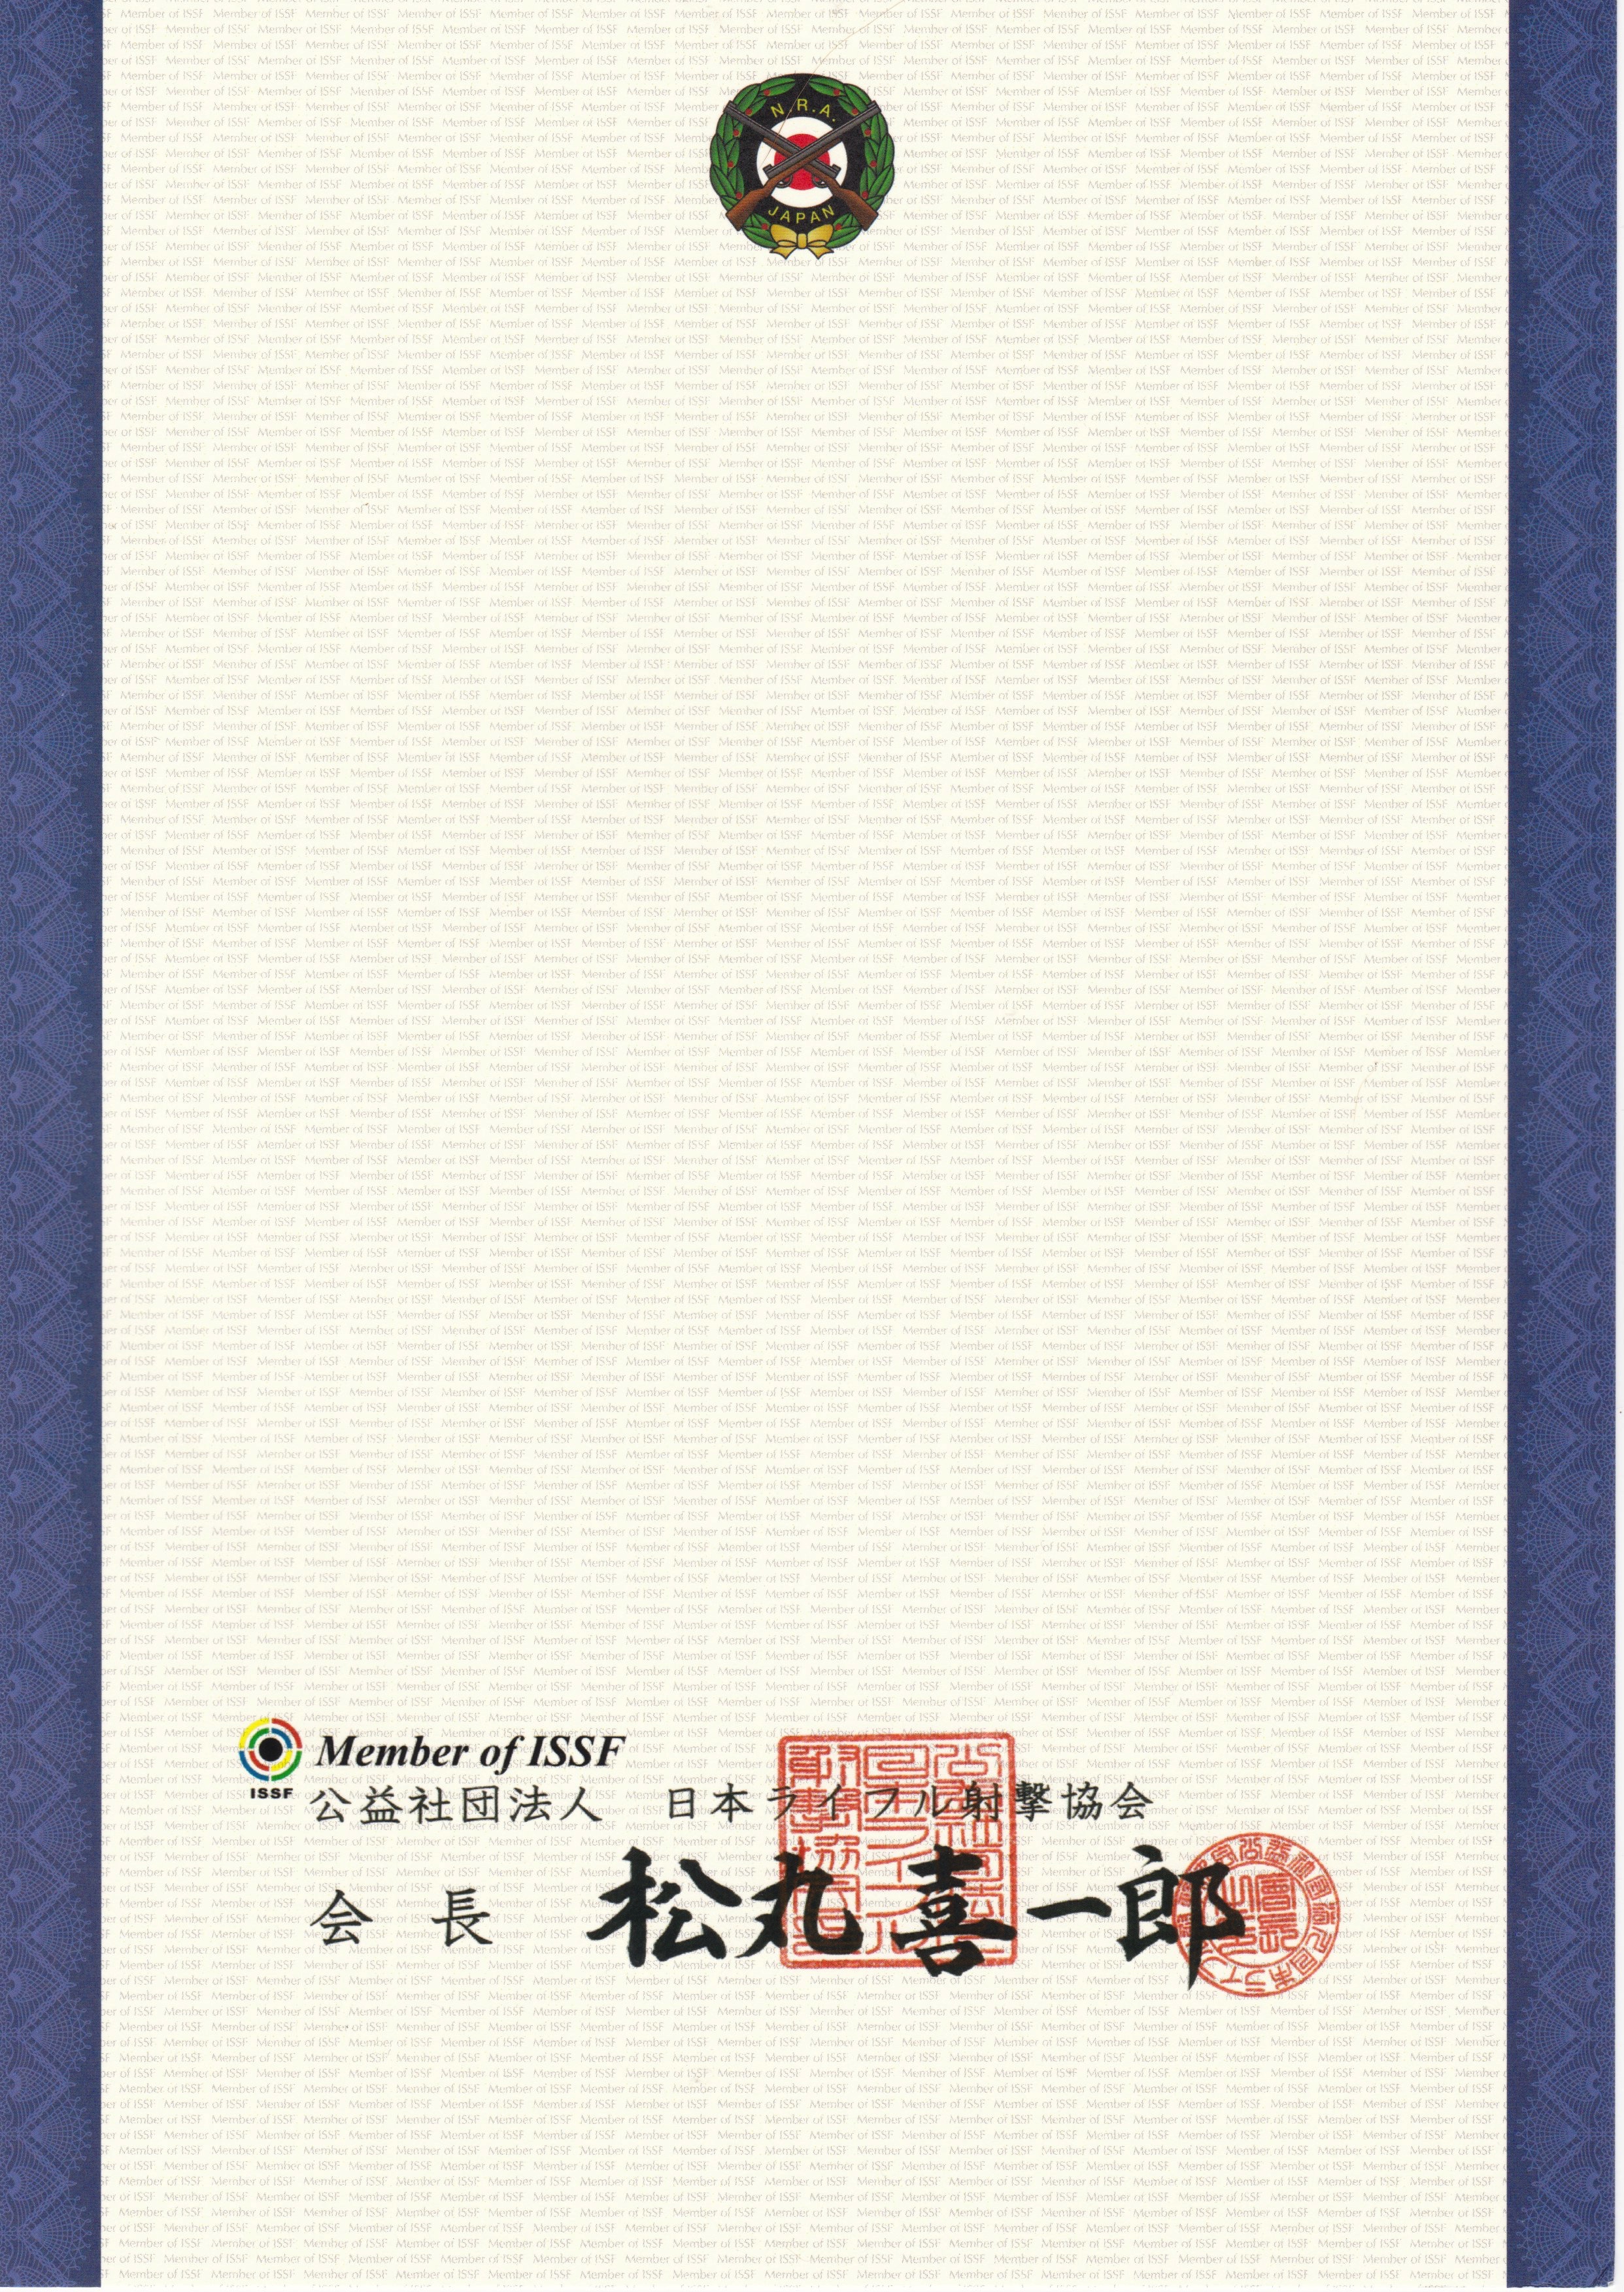 N.R.A.
JAPAN
Member of ISSF
ISSF
公益社団法人 日本ライフル射撃協会
会 長 松丸 喜一郎